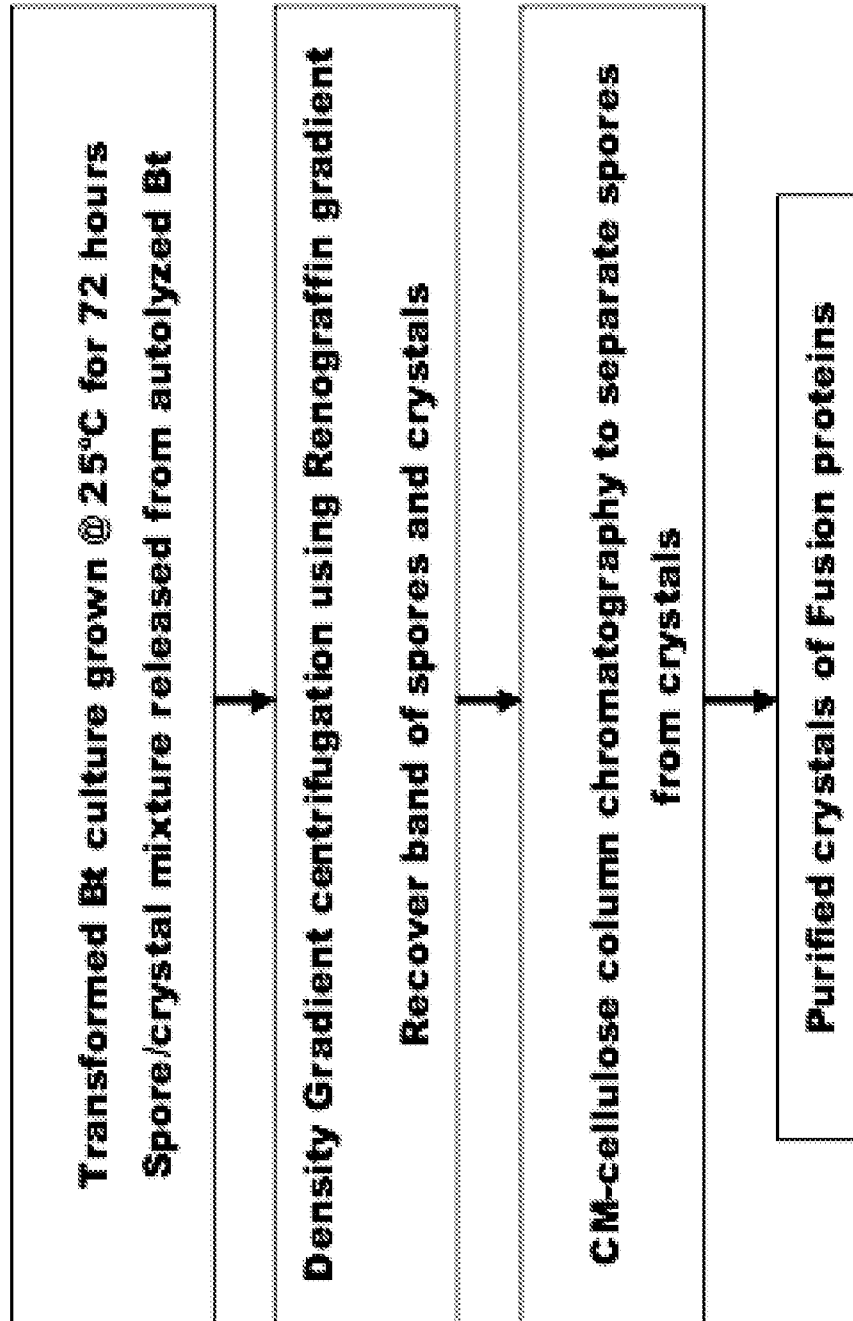 Transformed Bt culture grown @ 25°C for 72 hours
Spore/crystal mixture released from autolyzed Bt
Density Gradient centrifugation using Renograffin gradient
Recover band of spores and crystals
CM-cellulose column chromatography to separate spores
from crystals
Purified crystals of Fusion proteins